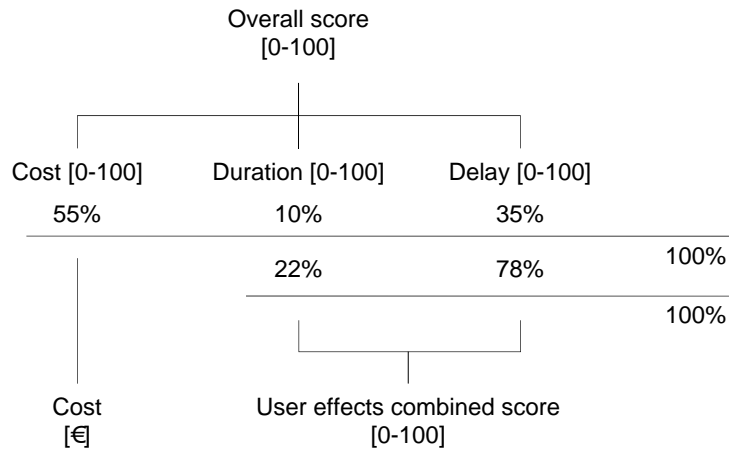 Overall score
[0-100]
Cost [0-100] Duration [0-100] Delay [0-100]
55% 10% 35%
100%
22% 78%
100%
Cost
[€]
User effects combined score
[0-100]